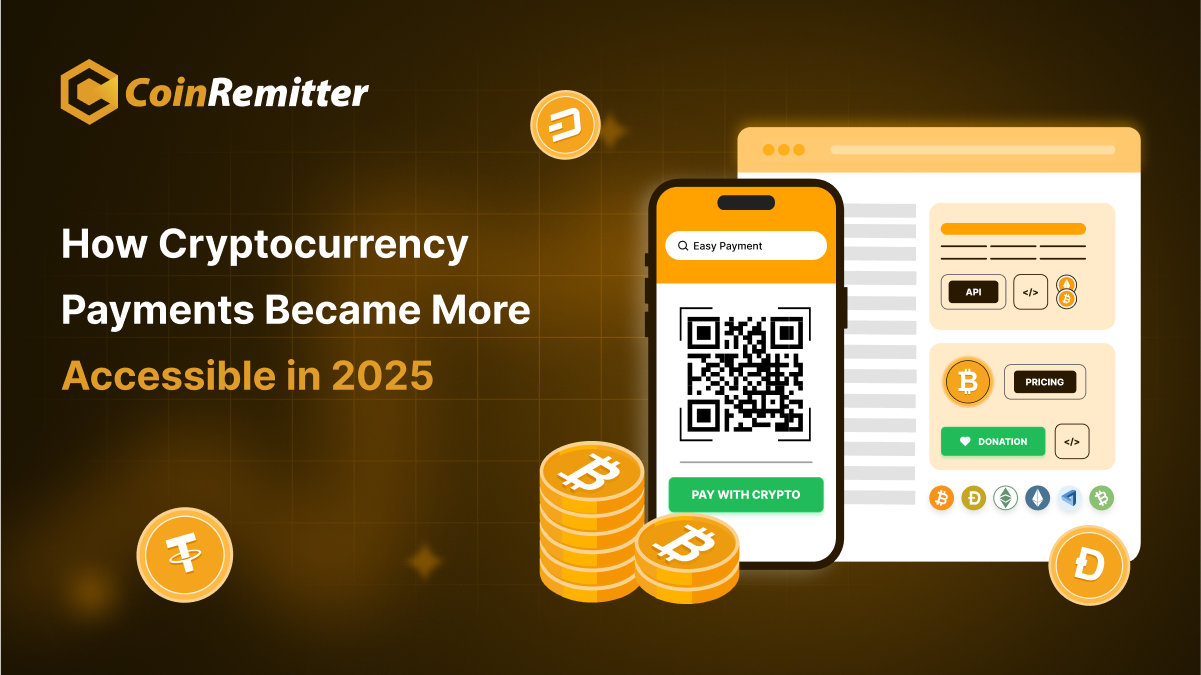 CoinRemitter
How Cryptocurrency
Payments Became More
Accessible in 2025
Easy Payment
PAY WITH CRYPTO
API
</>
PRICING
DONATION
</>